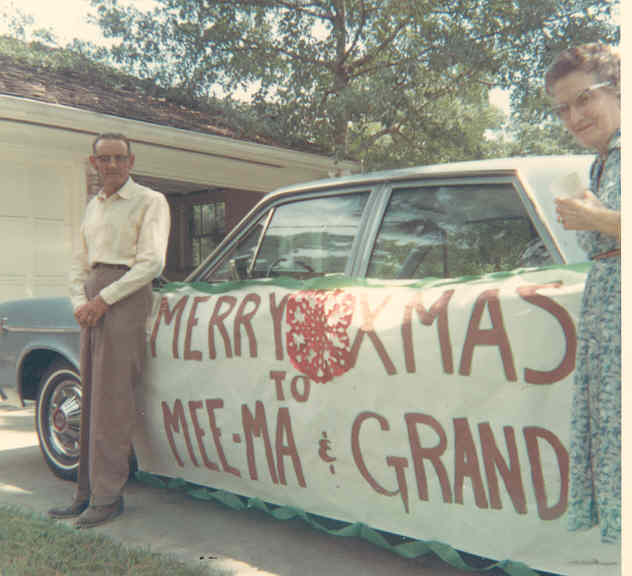 MERRY XMAS
TO
MEE-MA & GRAND